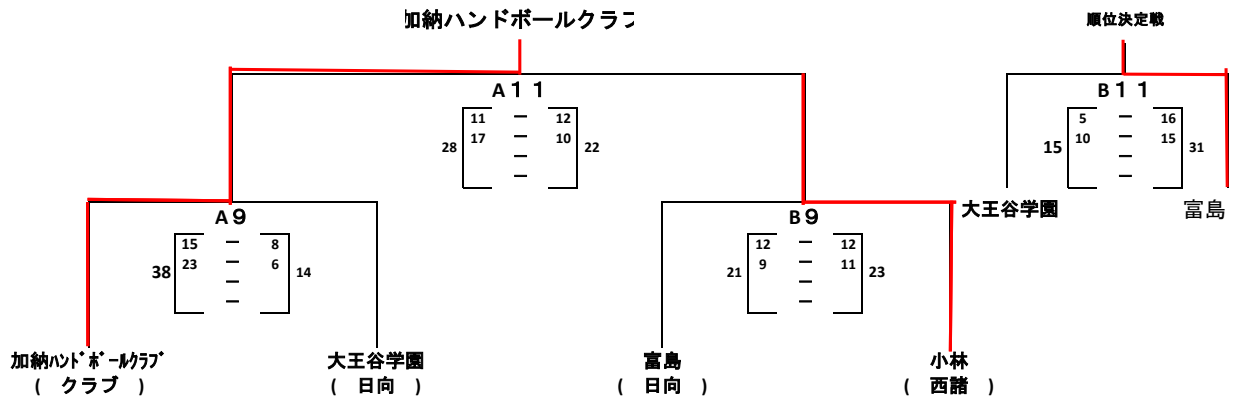 加納ハンドボールクラブ
順位決定戦
A１１
B１１
11 － 12
17 － 10
－
－
28
22
5 － 16
10 － 15
－
－
15
31
大王谷学園
富島
A９
B９
15 － 8
23 － 6
－
－
38
14
12 － 12
9 － 11
－
－
21
23
加納ﾊﾝﾄﾞﾎﾞｰﾙｸﾗﾌﾞ
( クラブ )
大王谷学園
( 日向 )
富島
( 日向 )
小林
( 西諸 )